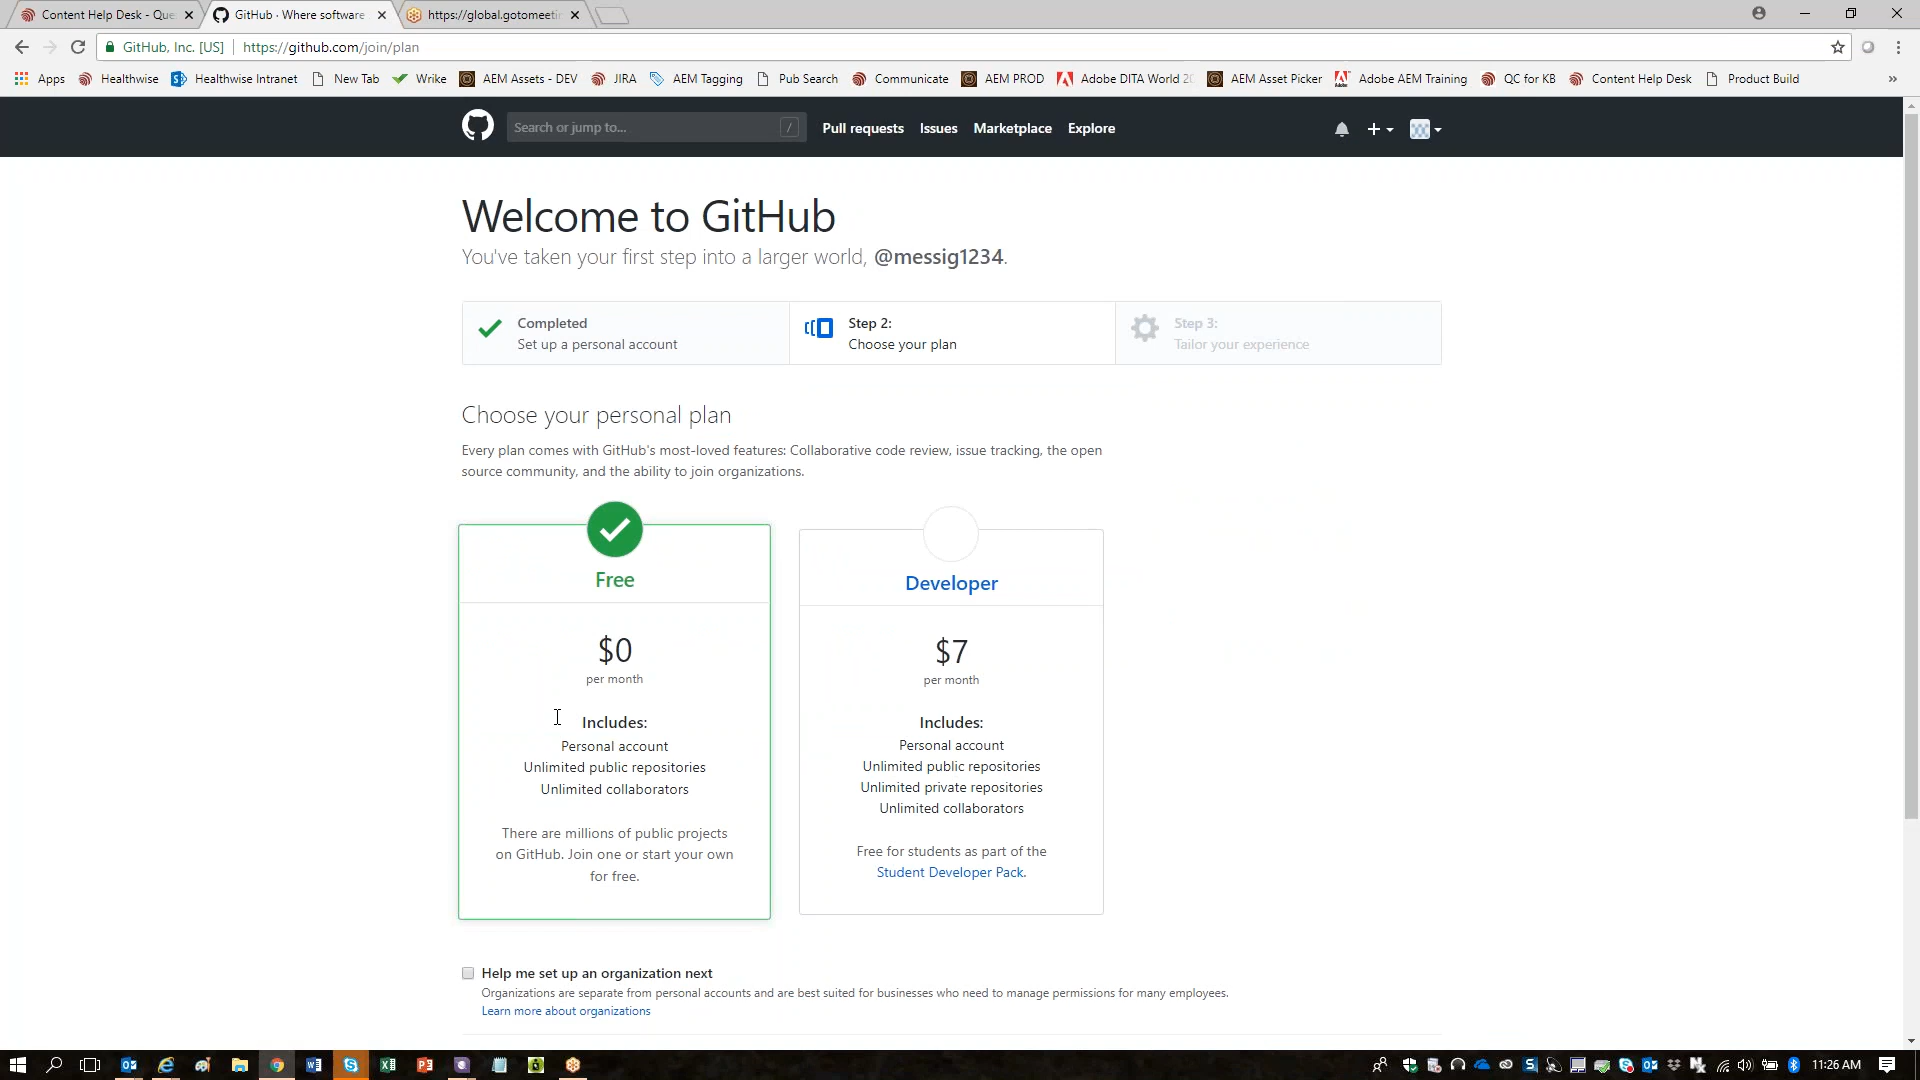 Content Help Desk - Que
GitHub · Where software
https://global.gotomeetin
GitHub, Inc. [US]
https://github.com/join/plan
Apps
Healthwise
Healthwise Intranet
New Tab
Wrike
AEM Assets - DEV
JIRA
AEM Tagging
Pub Search
Communicate
AEM PROD
Adobe DITA World 20
AEM Asset Picker
Adobe AEM Training
QC for KB
Content Help Desk
Product Build
»
Search or jump to...
/
Pull requests
Issues
Marketplace
Explore
Welcome to GitHub
You've taken your first step into a larger world, @messig1234.
Completed
Set up a personal account
Step 2:
Choose your plan
Step 3:
Tailor your experience
Choose your personal plan
Every plan comes with GitHub's most-loved features: Collaborative code review, issue tracking, the open
source community, and the ability to join organizations.
Free
$0
per month
Includes:
Personal account
Unlimited public repositories
Unlimited collaborators
There are millions of public projects
on GitHub. Join one or start your own
for free.
Developer
$7
per month
Includes:
Personal account
Unlimited public repositories
Unlimited private repositories
Unlimited collaborators
Free for students as part of the
Student Developer Pack.
Help me set up an organization next
Organizations are separate from personal accounts and are best suited for businesses who need to manage permissions for many employees.
Learn more about organizations
11:26 AM